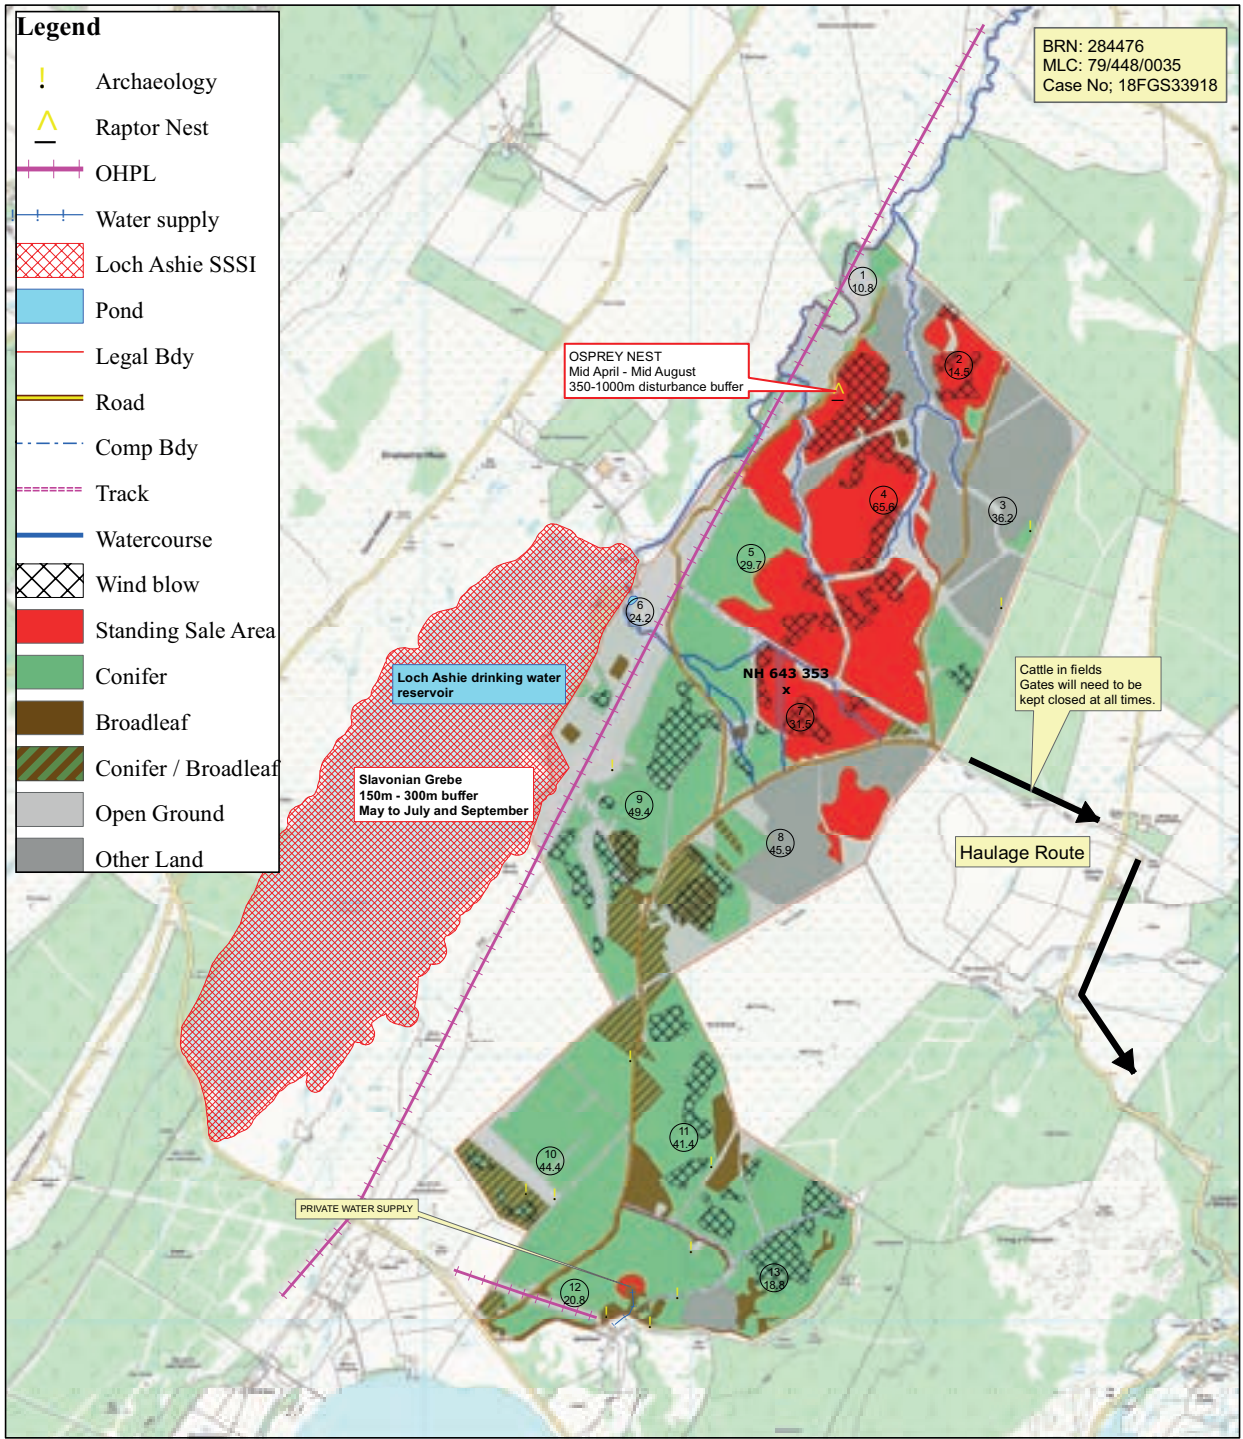 Legend
Archaeology
Raptor Nest
OHPL
Water supply
Loch Ashie SSSI
Pond
Legal Bdy
Road
Comp Bdy
Track
Watercourse
Wind blow
Standing Sale Area
Conifer
Broadleaf
Conifer / Broadleaf
Open Ground
Other Land
BRN: 284476
MLC: 79/448/0035
Case No; 18FGS33918
OSPREY NEST
Mid April - Mid August
350-1000m disturbance buffer
1
10.8
2
14.5
3
36.2
4
65.6
5
29.7
6
24.2
NH 643 353
x
7
31.5
Loch Ashie drinking water
reservoir
Cattle in fields
Gates will need to be
kept closed at all times.
Slavonian Grebe
150m - 300m buffer
May to July and September
9
49.4
8
45.9
Haulage Route
11
41.4
10
44.4
PRIVATE WATER SUPPLY
12
20.8
13
18.8